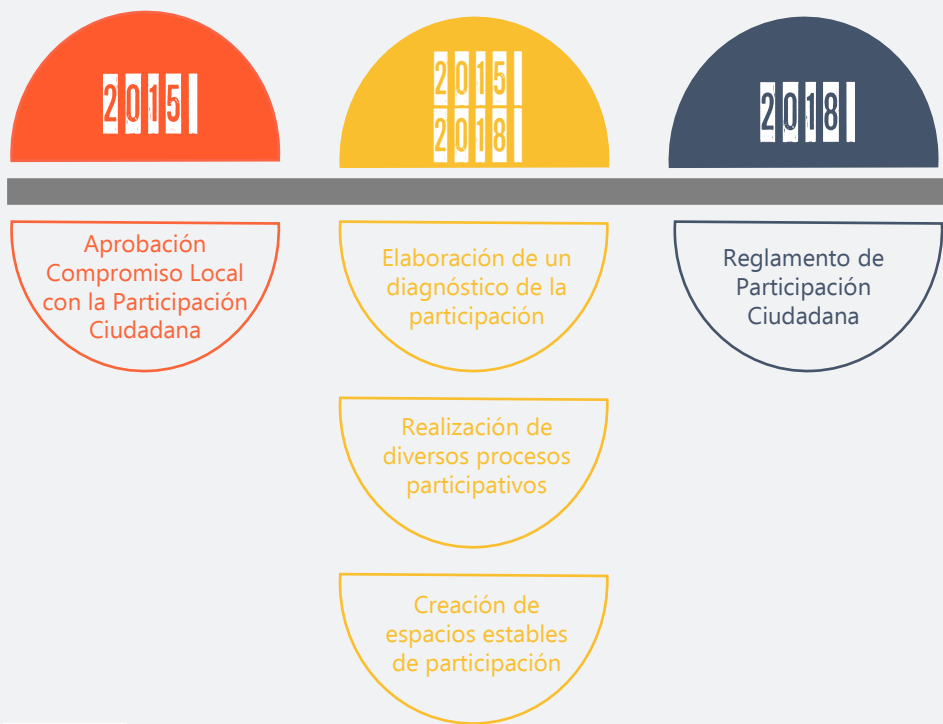 2015
2015
2018
2018
Aprobación
Compromiso Local
con la Participación
Ciudadana
Elaboración de un
diagnóstico de la
participación
Reglamento de
Participación
Ciudadana
Realización de
diversos procesos
participativos
Creación de
espacios estables
de participación